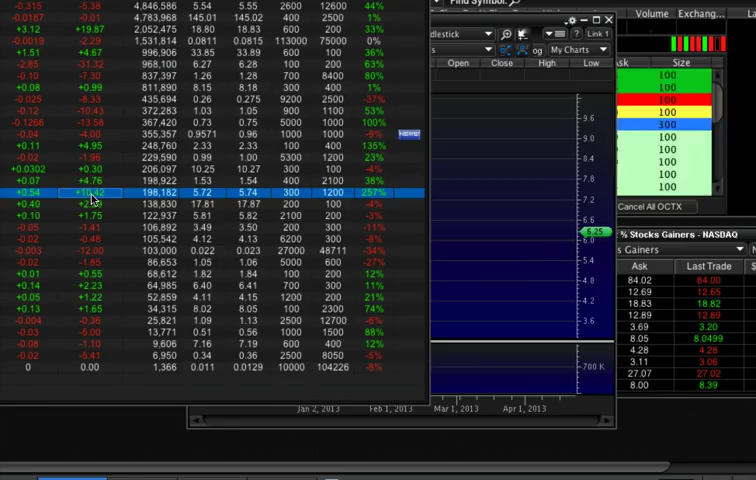 -0.315 -5.38 4,846,586 5.54 5.55 2600 12600 44%
-0.0187 -0.01 4,783,968 145.01 145.02 400 2400 1%
+3.12 +19.87 2,052,475 18.80 18.83 600 200 33%
-0.0019 -2.29 1,531,814 0.0811 0.0815 113000 75000 0%
+1.51 +4.67 996,906 33.85 33.89 600 100 36%
-2.85 -31.32 968,100 6.27 6.28 100 200 63%
-0.10 -7.30 837,397 1.26 1.28 700 8400 80%
+0.08 +0.99 811,890 8.15 8.18 300 400 1%
-0.025 -8.33 435,694 0.26 0.275 9200 2500 -37%
-0.12 -10.43 372,283 1.03 1.05 900 1100 53%
-0.1266 -13.58 367,420 0.73 0.75 5000 1000 100%
-0.04 -4.00 355,357 0.9571 0.96 1000 1000 -9% NEWS!
+0.11 +4.95 248,760 2.33 2.33 100 400 135%
-0.02 -1.96 229,590 0.99 1.00 5300 1200 23%
+0.0302 +0.30 206,097 10.25 10.27 300 100 -4%
+0.07 +4.76 198,922 1.53 1.54 400 2100 38%
+0.54 198,182 5.72 5.74 300 1200 257%
+0.40 138,830 17.81 17.87 200 100 -4%
+0.10 +1.75 122,937 5.81 5.82 2100 200 -3%
-0.05 -1.41 106,892 3.49 3.50 200 300 -11%
-0.02 -0.48 105,542 4.12 4.13 6200 300 -8%
-0.003 -12.00 103,000 0.022 0.023 27000 48711 -34%
-0.02 -1.85 86,653 1.05 1.06 5000 600 -27%
+0.01 +0.55 68,612 1.82 1.84 100 200 12%
+0.14 +2.23 64,985 6.40 6.41 700 300 11%
+0.05 +1.22 52,859 4.11 4.15 1200 200 21%
+0.13 +1.65 34,315 8.02 8.05 100 2300 74%
-0.004 -0.36 25,821 1.09 1.13 2500 12700 -6%
-0.03 -5.00 13,771 0.51 0.56 1000 1500 88%
-0.08 -1.10 9,606 7.16 7.19 600 400 12%
-0.02 -5.41 6,950 0.34 0.36 2500 8050 -5%
0 0.00 1,366 0.011 0.0129 10000 104226 -8%
Find Symbol.
Link 1
My Charts
Open Close High Low
9.6
9.0
8.4
7.8
7.2
6.6
6.25
6.0
5.4
4.8
4.2
3.6
700 K
Jan 2, 2013 Feb 1, 2013 Mar 1, 2013 Apr 1, 2013
Volume Exchang...
Size
100
100
100
100
300
100
100
100
100
100
Cancel All OCTX
% Stocks Gainers - NASDAQ
s Gainers
Ask Last Trade
84.02 84.00
12.69 12.65
18.83 18.82
12.89 12.89
3.69 3.20
8.05 8.0499
4.28 4.28
3.11 3.06
27.07 27.02
8.00 8.39